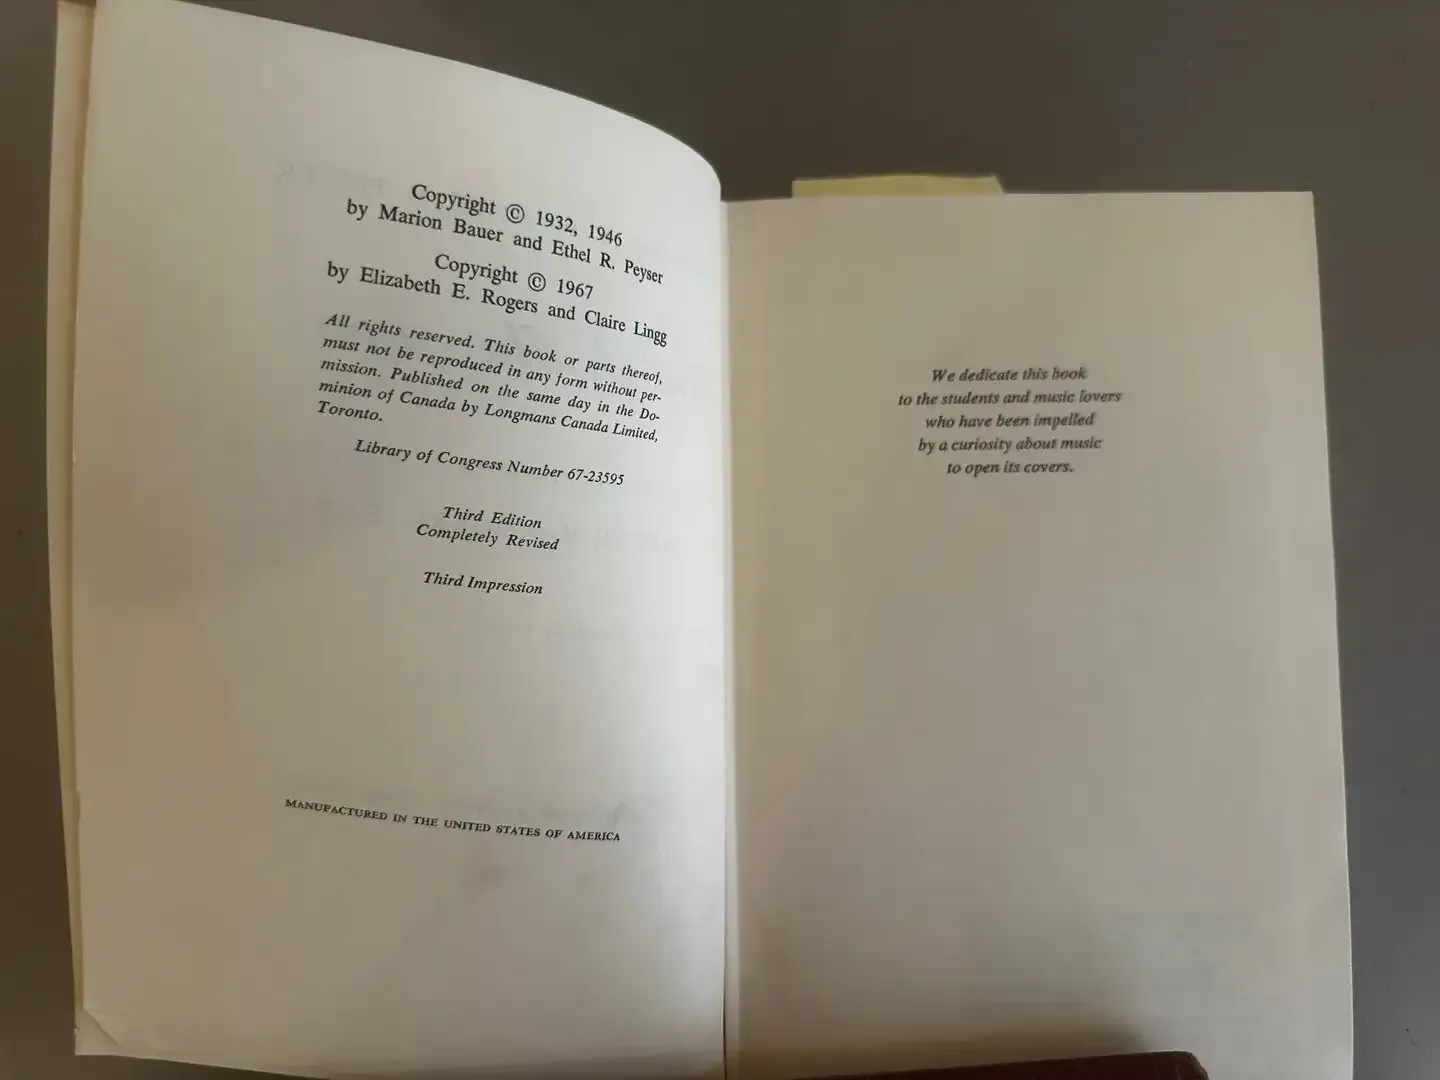 Copyright © 1932, 1946
by Marion Bauer and Ethel R. Peyser
Copyright © 1967
by Elizabeth E. Rogers and Claire Lingg
All rights reserved. This book or parts thereof,
must not be reproduced in any form without per-
mission. Published on the same day in the Do-
minion of Canada by Longmans Canada Limited,
Toronto.
Library of Congress Number 67-23595
Third Edition
Completely Revised
Third Impression
MANUFACTURED IN THE UNITED STATES OF AMERICA
We dedicate this book
to the students and music lovers
who have been impelled
by a curiosity about music
to open its covers.